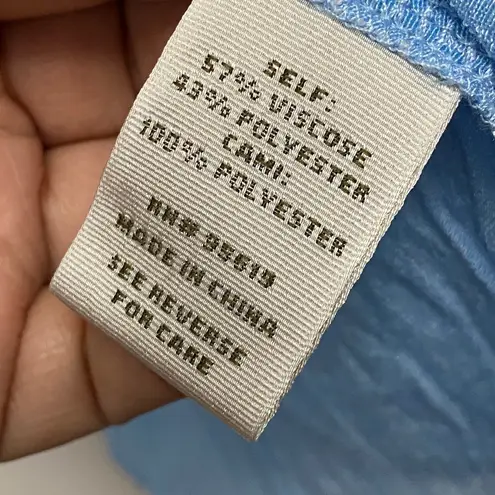 SELF:
57% VISCOSE
43% POLYESTER
CAMI:
100% POLYESTER
RN# 95619
MADE IN CHINA
SEE REVERSE
FOR CARE